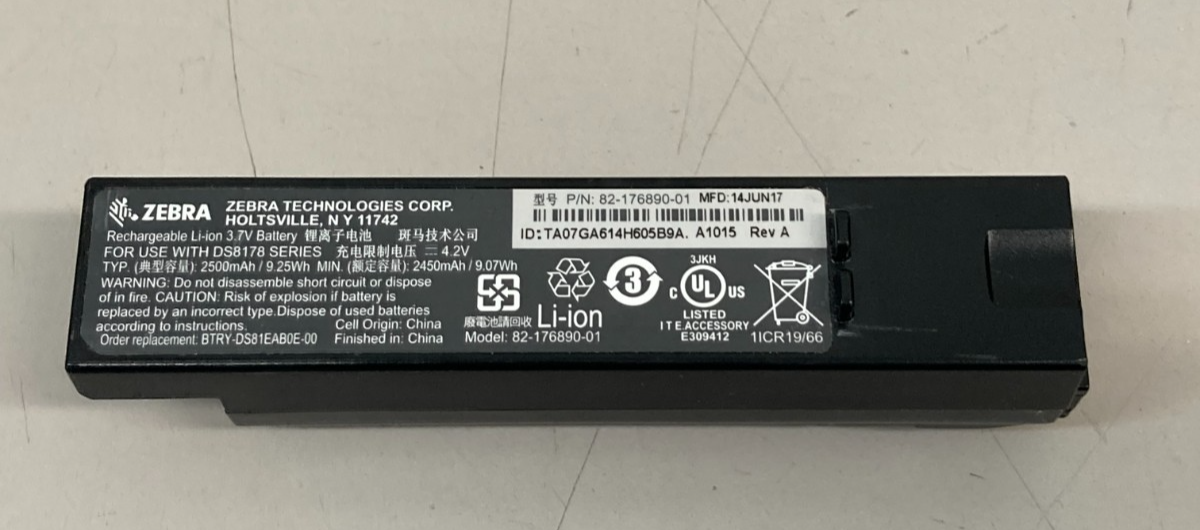 ZEBRA
ZEBRA TECHNOLOGIES CORP.
HOLTSVILLE, N Y 11742
Rechargeable Li-ion 3.7V Battery 锂离子电池 斑马技术公司
FOR USE WITH DS8178 SERIES 充电限制电压 ⎓ 4.2V
TYP. (典型容量): 2500mAh / 9.25Wh MIN. (额定容量): 2450mAh / 9.07Wh
WARNING: Do not disassemble short circuit or dispose
of in fire. CAUTION: Risk of explosion if battery is
replaced by an incorrect type.Dispose of used batteries
according to instructions. Cell Origin: China
Order replacement: BTRY-DS81EAB0E-00 Finished in: China
型号 P/N: 82-176890-01 MFD:14JUN17
ID:TA07GA614H605B9A. A1015 Rev A
廢電池請回收
Li-ion
Model: 82-176890-01
3
3JKH
C UL US
LISTED
I T E ACCESSORY
E309412
1ICR19/66